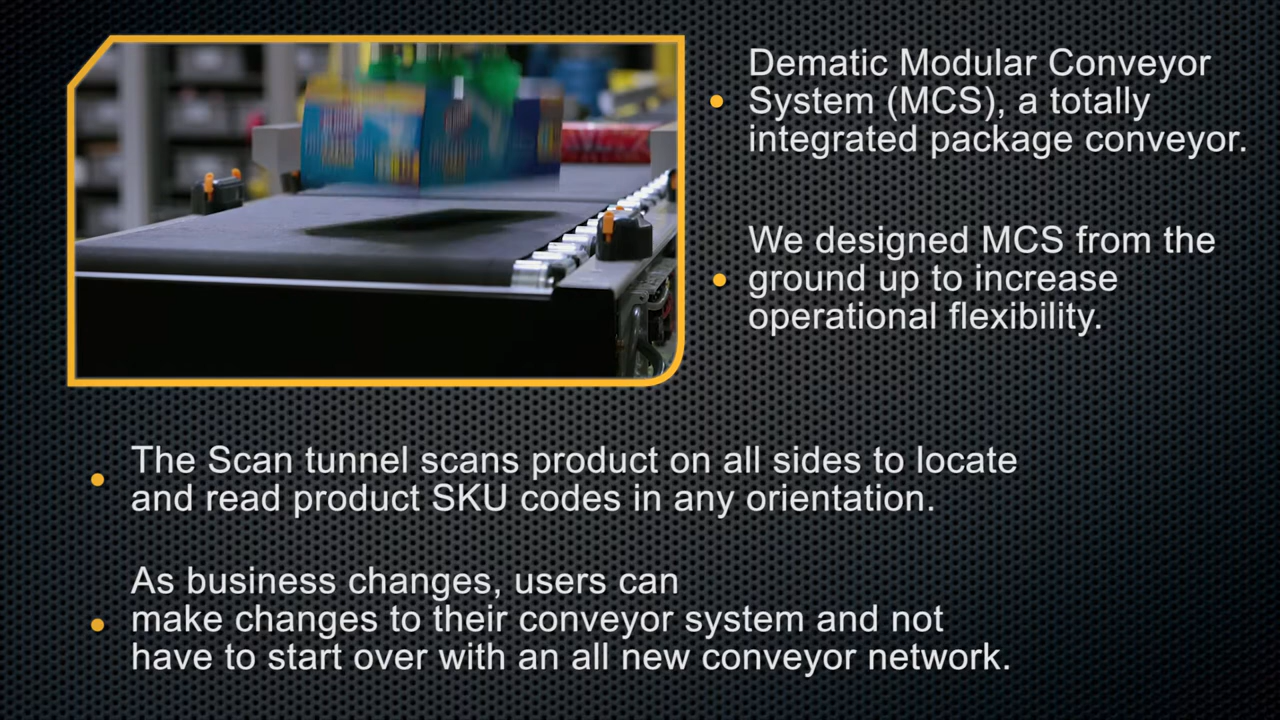 Dematic Modular Conveyor
System (MCS), a totally
integrated package conveyor.
We designed MCS from the
ground up to increase
operational flexibility.
The Scan tunnel scans product on all sides to locate
and read product SKU codes in any orientation.
As business changes, users can
make changes to their conveyor system and not
have to start over with an all new conveyor network.